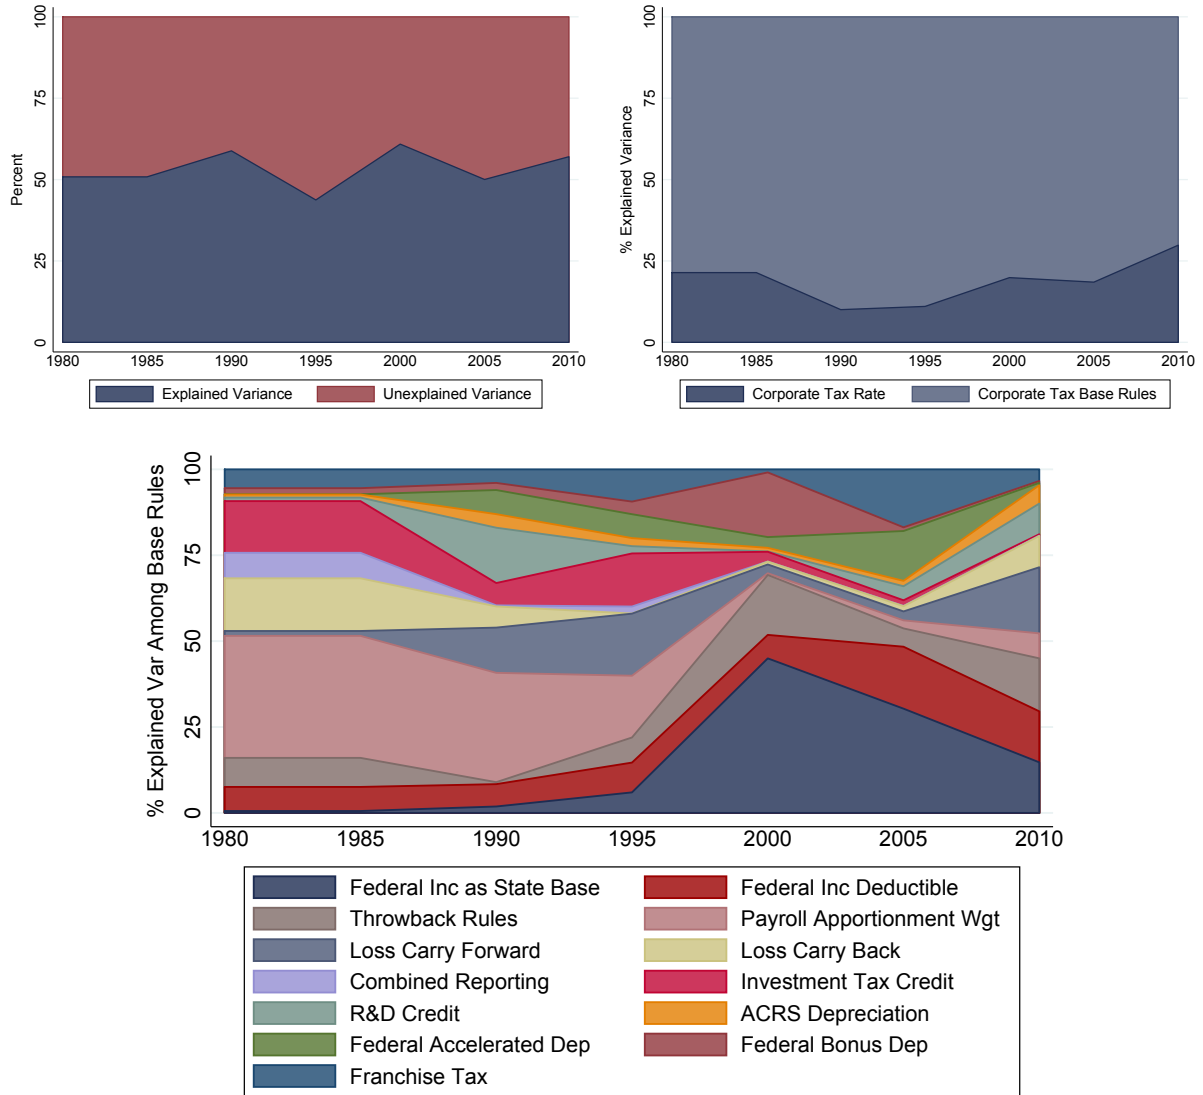 Percent
100
75
50
25
0
1980 1985 1990 1995 2000 2005 2010
Explained Variance Unexplained Variance
% Explained Variance
100
75
50
25
0
1980 1985 1990 1995 2000 2005 2010
Corporate Tax Rate Corporate Tax Base Rules
% Explained Var Among Base Rules
100
75
50
25
0
1980 1985 1990 1995 2000 2005 2010
Federal Inc as State Base Federal Inc Deductible
Throwback Rules Payroll Apportionment Wgt
Loss Carry Forward Loss Carry Back
Combined Reporting Investment Tax Credit
R&D Credit ACRS Depreciation
Federal Accelerated Dep Federal Bonus Dep
Franchise Tax